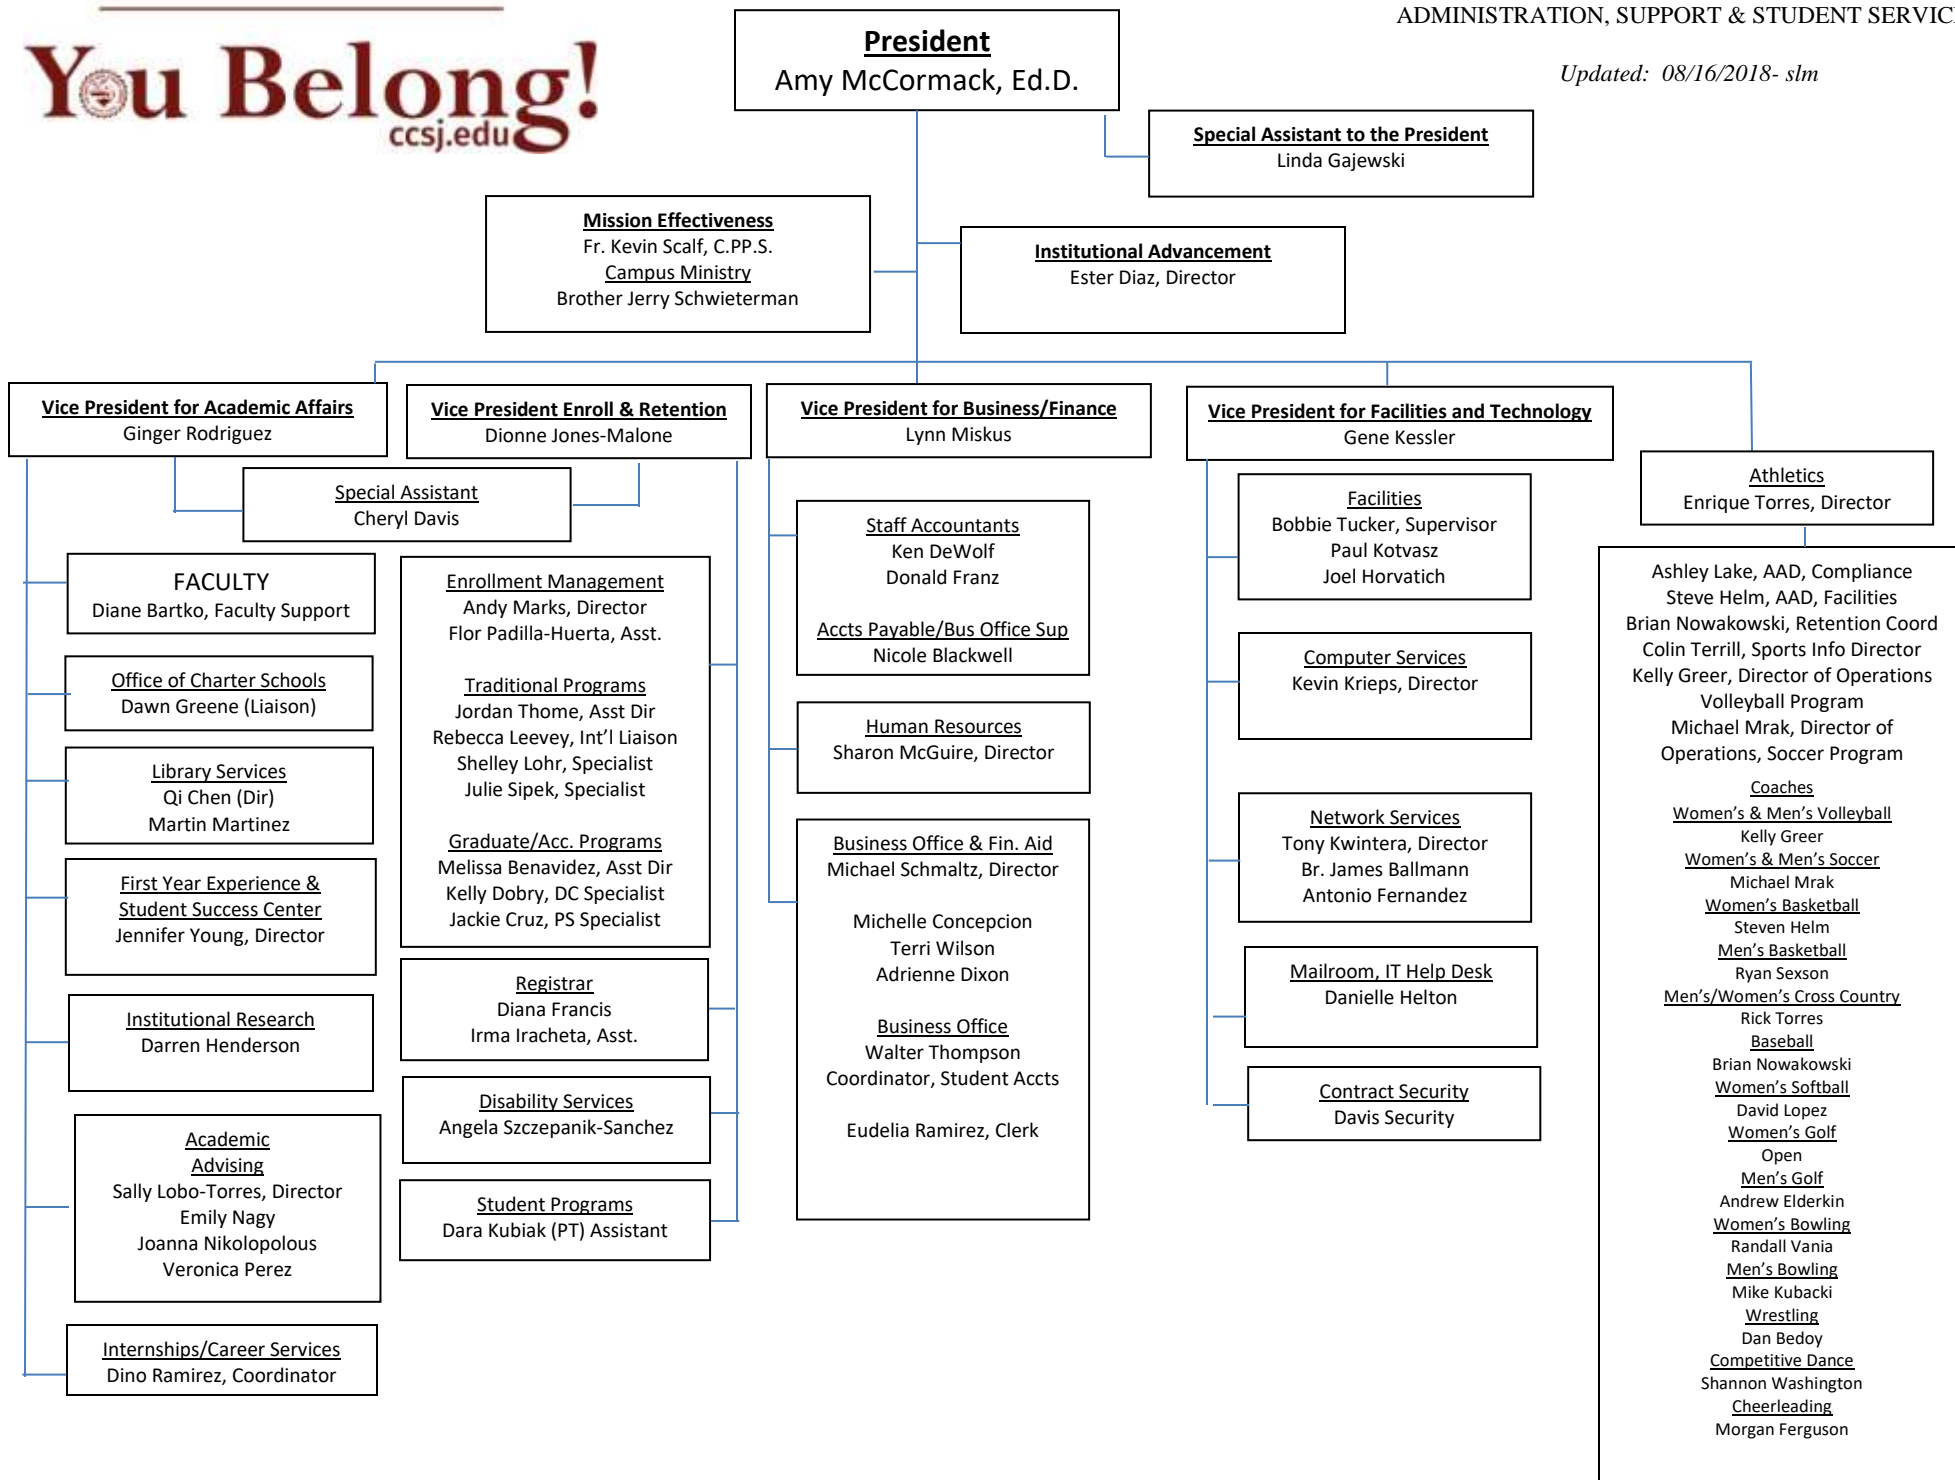 You Belong!
ccsj.edu
ADMINISTRATION, SUPPORT & STUDENT
Updated: 08/16/2018- slm
President
Amy McCormack, Ed.D.
Special Assistant to the President
Linda Gajewski
Mission Effectiveness
Fr. Kevin Scalf, C.PP.S.
Campus Ministry
Brother Jerry Schwieterman
Institutional Advancement
Ester Diaz, Director
Vice President for Academic Affairs
Ginger Rodriguez
Vice President Enroll & Retention
Dionne Jones-Malone
Vice President for Business/Finance
Lynn Miskus
Vice President for Facilities and Technology
Gene Kessler
Athletics
Enrique Torres, Director
Special Assistant
Cheryl Davis
FACULTY
Diane Bartko, Faculty Support
Office of Charter Schools
Dawn Greene (Liaison)
Library Services
Qi Chen (Dir)
Martin Martinez
First Year Experience &
Student Success Center
Jennifer Young, Director
Institutional Research
Darren Henderson
Academic
Advising
Sally Lobo-Torres, Director
Emily Nagy
Joanna Nikolopolous
Veronica Perez
Internships/Career Services
Dino Ramirez, Coordinator
Enrollment Management
Andy Marks, Director
Flor Padilla-Huerta, Asst.
Traditional Programs
Jordan Thome, Asst Dir
Rebecca Leevey, Int’l Liaison
Shelley Lohr, Specialist
Julie Sipek, Specialist
Graduate/Acc. Programs
Melissa Benavidez, Asst Dir
Kelly Dobry, DC Specialist
Jackie Cruz, PS Specialist
Registrar
Diana Francis
Irma Iracheta, Asst.
Disability Services
Angela Szczepanik-Sanchez
Student Programs
Dara Kubiak (PT) Assistant
Staff Accountants
Ken DeWolf
Donald Franz
Accts Payable/Bus Office Sup
Nicole Blackwell
Human Resources
Sharon McGuire, Director
Business Office & Fin. Aid
Michael Schmaltz, Director
Michelle Concepcion
Terri Wilson
Adrienne Dixon
Business Office
Walter Thompson
Coordinator, Student Accts
Eudelia Ramirez, Clerk
Facilities
Bobbie Tucker, Supervisor
Paul Kotvasz
Joel Horvatich
Computer Services
Kevin Krieps, Director
Network Services
Tony Kwintera, Director
Br. James Ballmann
Antonio Fernandez
Mailroom, IT Help Desk
Danielle Helton
Contract Security
Davis Security
Ashley Lake, AAD, Compliance
Steve Helm, AAD, Facilities
Brian Nowakowski, Retention Coord
Colin Terrill, Sports Info Director
Kelly Greer, Director of Operations
Volleyball Program
Michael Mrak, Director of
Operations, Soccer Program
Coaches
Women’s & Men’s Volleyball
Kelly Greer
Women’s & Men’s Soccer
Michael Mrak
Women’s Basketball
Steven Helm
Men’s Basketball
Ryan Sexson
Men’s/Women’s Cross Country
Rick Torres
Baseball
Brian Nowakowski
Women’s Softball
David Lopez
Women’s Golf
Open
Men’s Golf
Andrew Elderkin
Women’s Bowling
Randall Vania
Men’s Bowling
Mike Kubacki
Wrestling
Dan Bedoy
Competitive Dance
Shannon Washington
Cheerleading
Morgan Ferguson